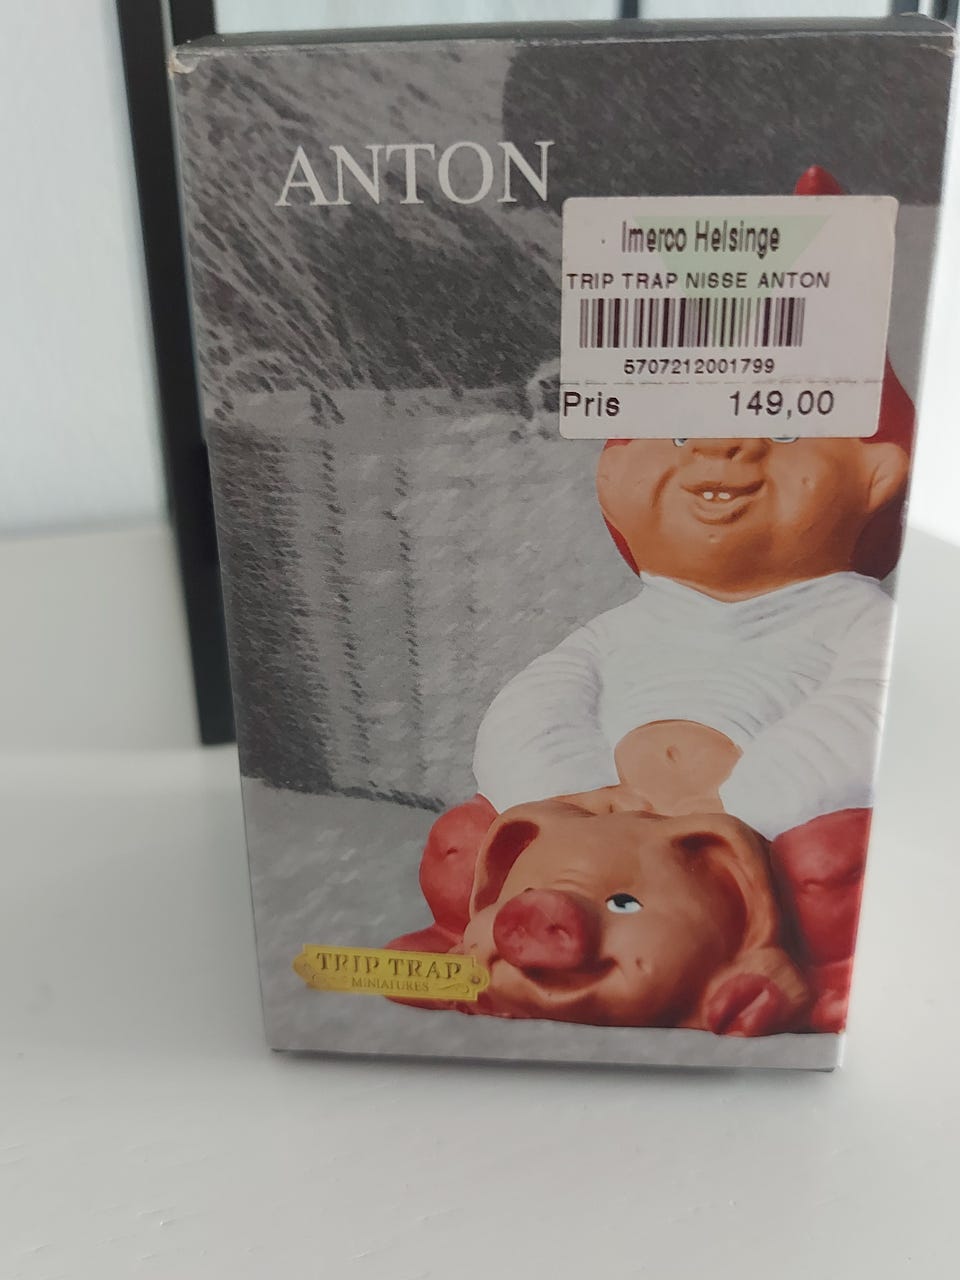 ANTON
Imerco Helsinge
TRIP TRAP NISSE ANTON
5707212001799
Pris 149,00
TRIP TRAP
MINIATURES